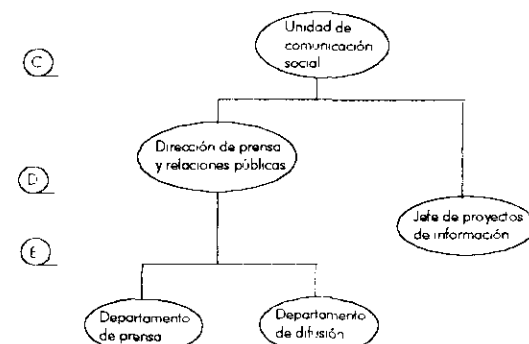 C
Unidad de
comunicación
social
Dirección de prensa
y relaciones públicas
D
Jefe de proyectos
de información
E
Departamento
de prensa
Departamento
de difusión